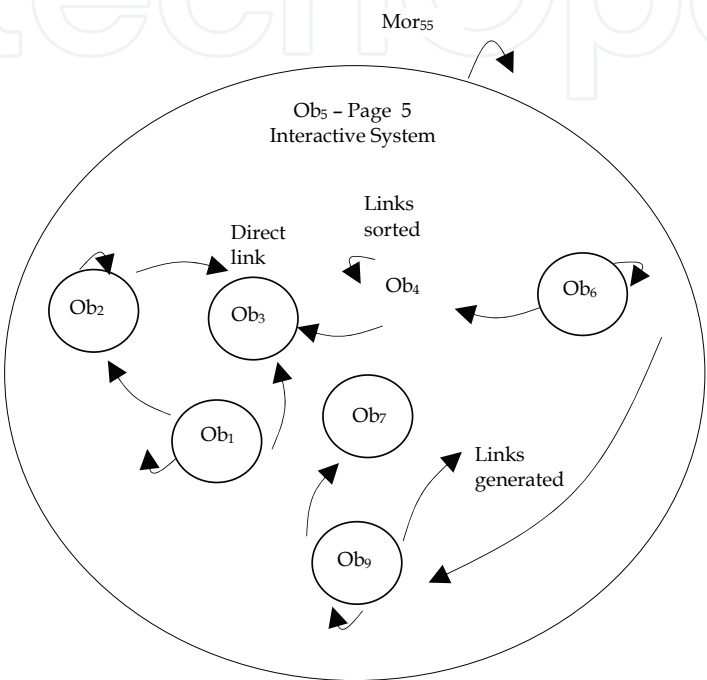 Mor₅₅
Ob₅ – Page 5
Interactive System
Links
sorted
Direct
link
Ob₄
Ob₆
Ob₂
Ob₃
Ob₇
Ob₁
Links
generated
Ob₉